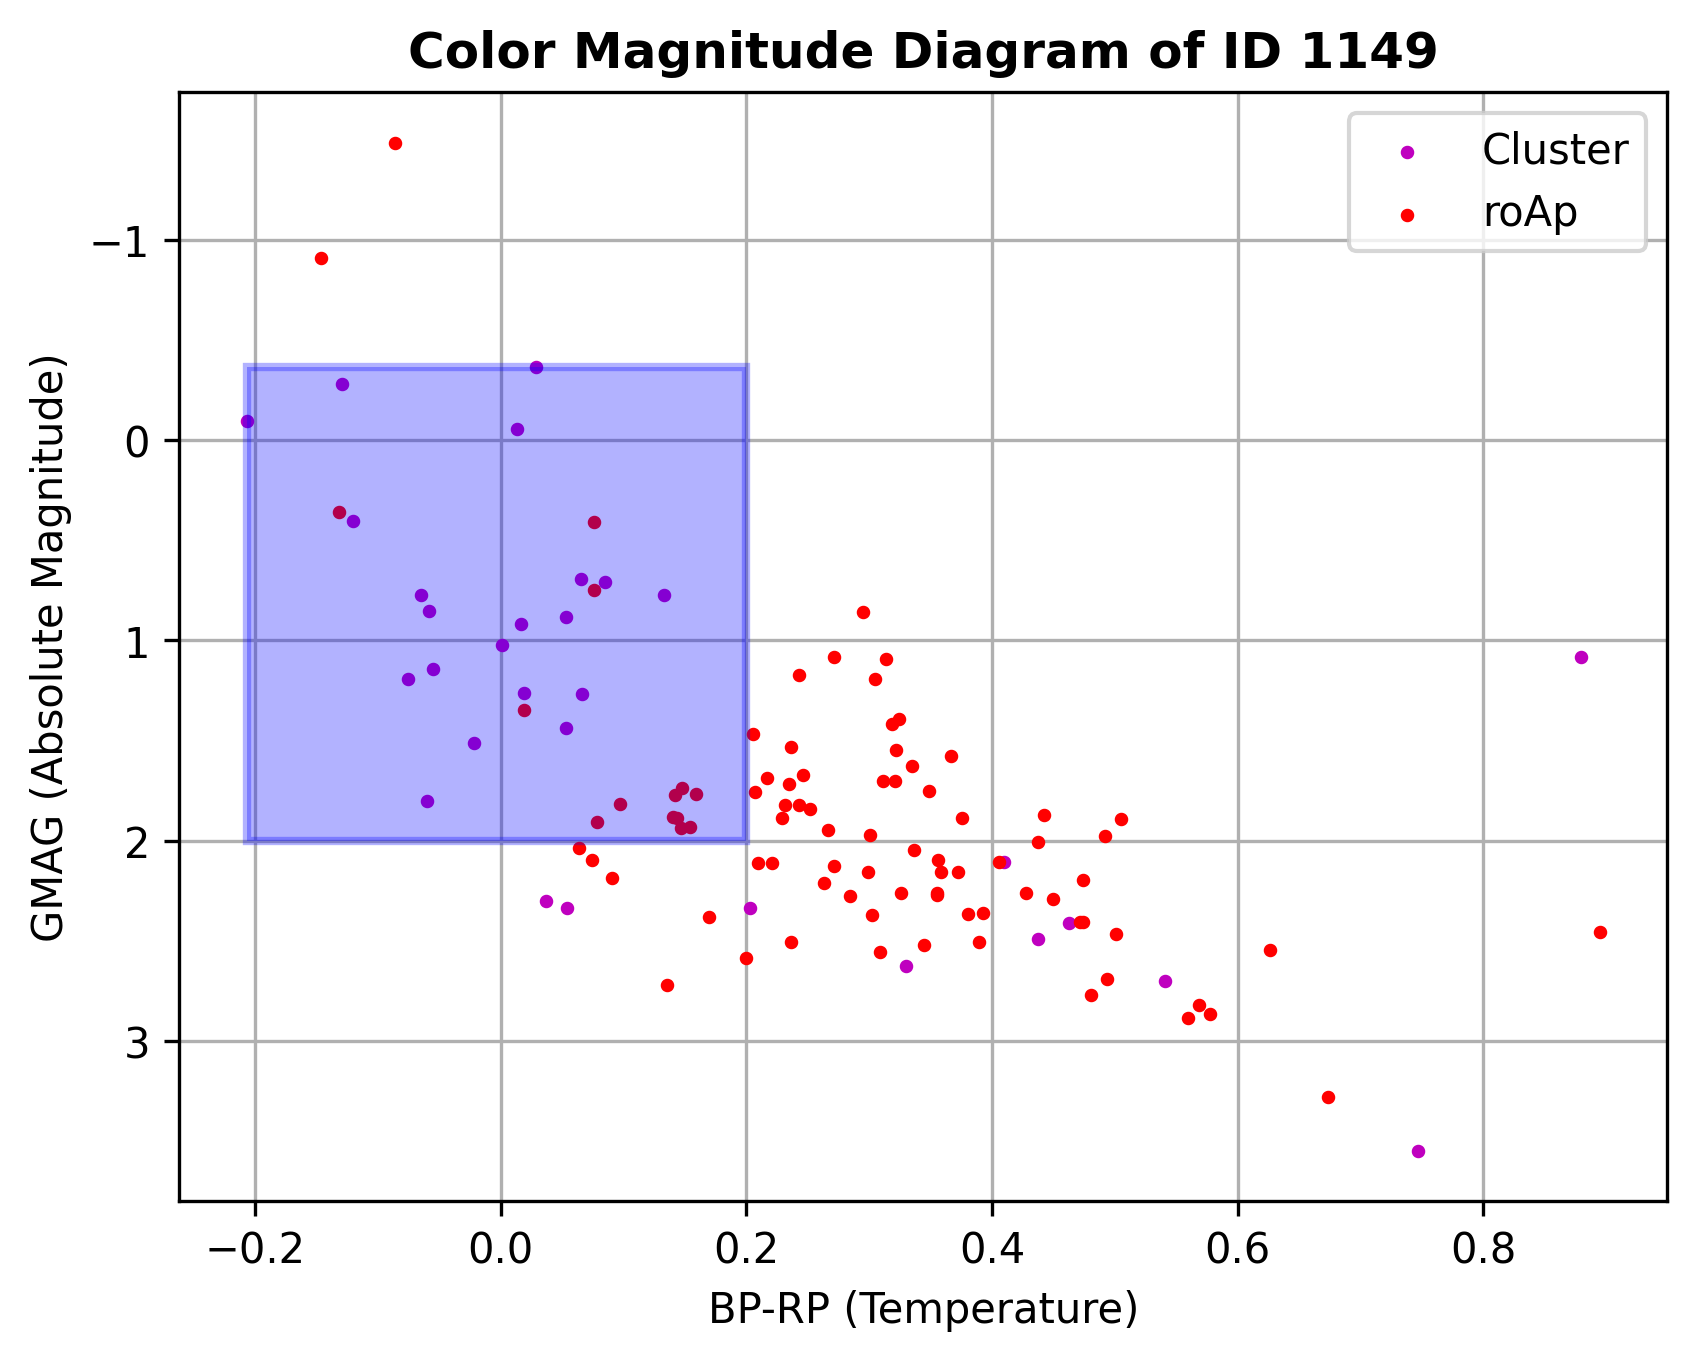 Color Magnitude Diagram of ID 1149
Cluster
roAp
GMAG (Absolute Magnitude)
−1
0
1
2
3
−0.2 0.0 0.2 0.4 0.6 0.8
BP-RP (Temperature)